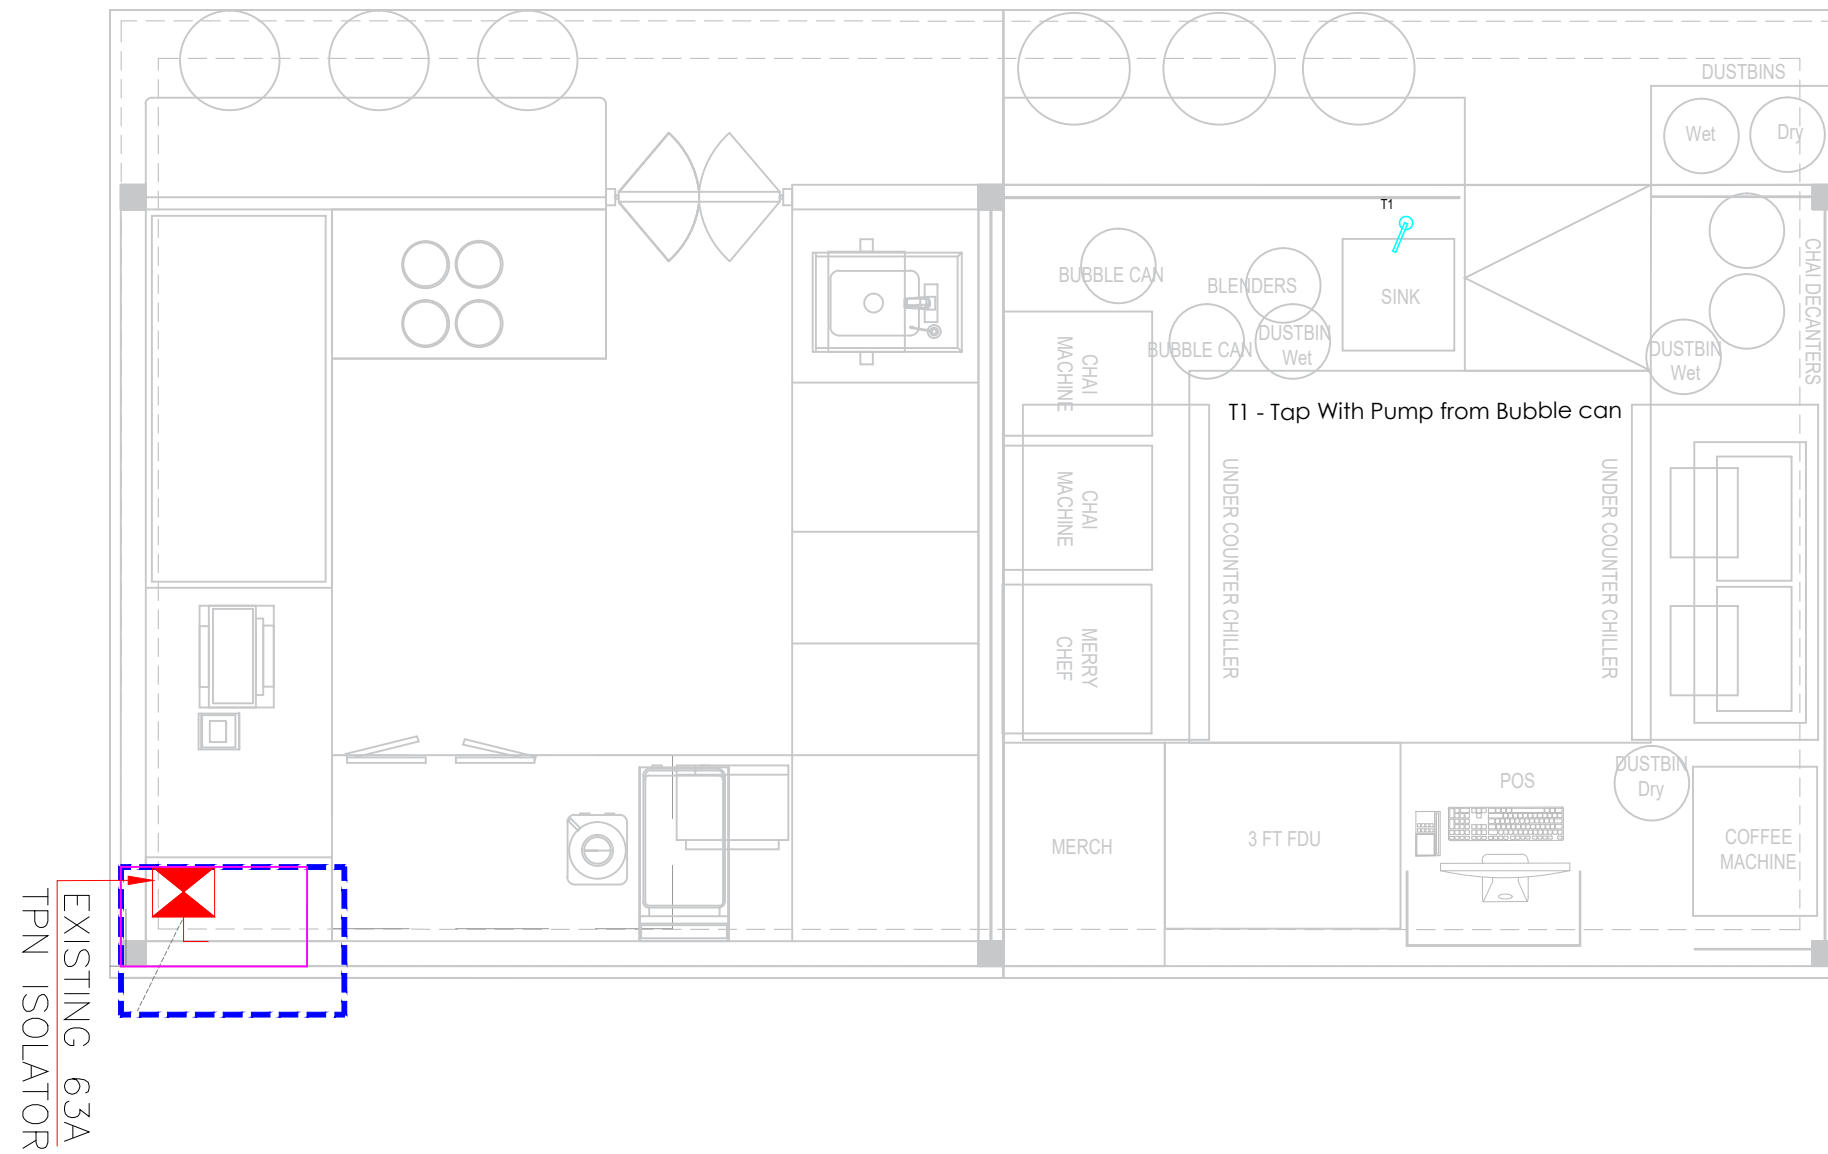 DUSTBINS
Wet
Dry
T1
CHAI DECANTERS
BUBBLE CAN
BLENDERS
SINK
BUBBLE CAN
DUSTBIN
Wet
DUSTBIN
Wet
CHAI
MACHINE
T1 - Tap With Pump from Bubble can
CHAI
MACHINE
UNDER COUNTER CHILLER
UNDER COUNTER CHILLER
MERRY
CHEF
MERCH
3 FT FDU
POS
DUSTBIN
Dry
COFFEE
MACHINE
EXISTING 63A
TPN ISOLATOR